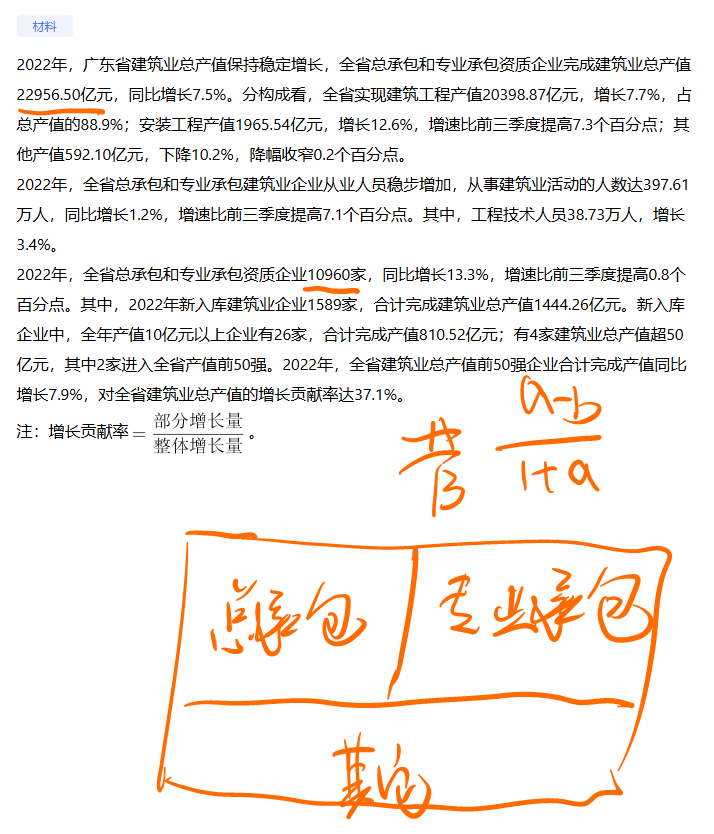 材料
2022年，广东省建筑业总产值保持稳定增长，全省总承包和专业承包资质企业完成建筑业总产值
22956.50亿元，同比增长7.5%。分构成看，全省实现建筑工程产值20398.87亿元，增长7.7%，占
总产值的88.9%；安装工程产值1965.54亿元，增长12.6%，增速比前三季度提高7.3个百分点；其
他产值592.10亿元，下降10.2%，降幅收窄0.2个百分点。
2022年，全省总承包和专业承包建筑业企业从业人员稳步增加，从事建筑业活动的人数达397.61
万人，同比增长1.2%，增速比前三季度提高7.1个百分点。其中，工程技术人员38.73万人，增长
3.4%。
2022年，全省总承包和专业承包资质企业10960家，同比增长13.3%，增速比前三季度提高0.8个
百分点。其中，2022年新入库建筑业企业1589家，合计完成建筑业总产值1444.26亿元。新入库
企业中，全年产值10亿元以上企业有26家，合计完成产值810.52亿元；有4家建筑业总产值超50
亿元，其中2家进入全省产值前50强。2022年，全省建筑业总产值前50强企业合计完成产值同比
增长7.9%，对全省建筑业总产值的增长贡献率达37.1%。
注：增长贡献率=部分增长量/整体增长量。
A/B a-b/1+a
总承包 专业承包
其它